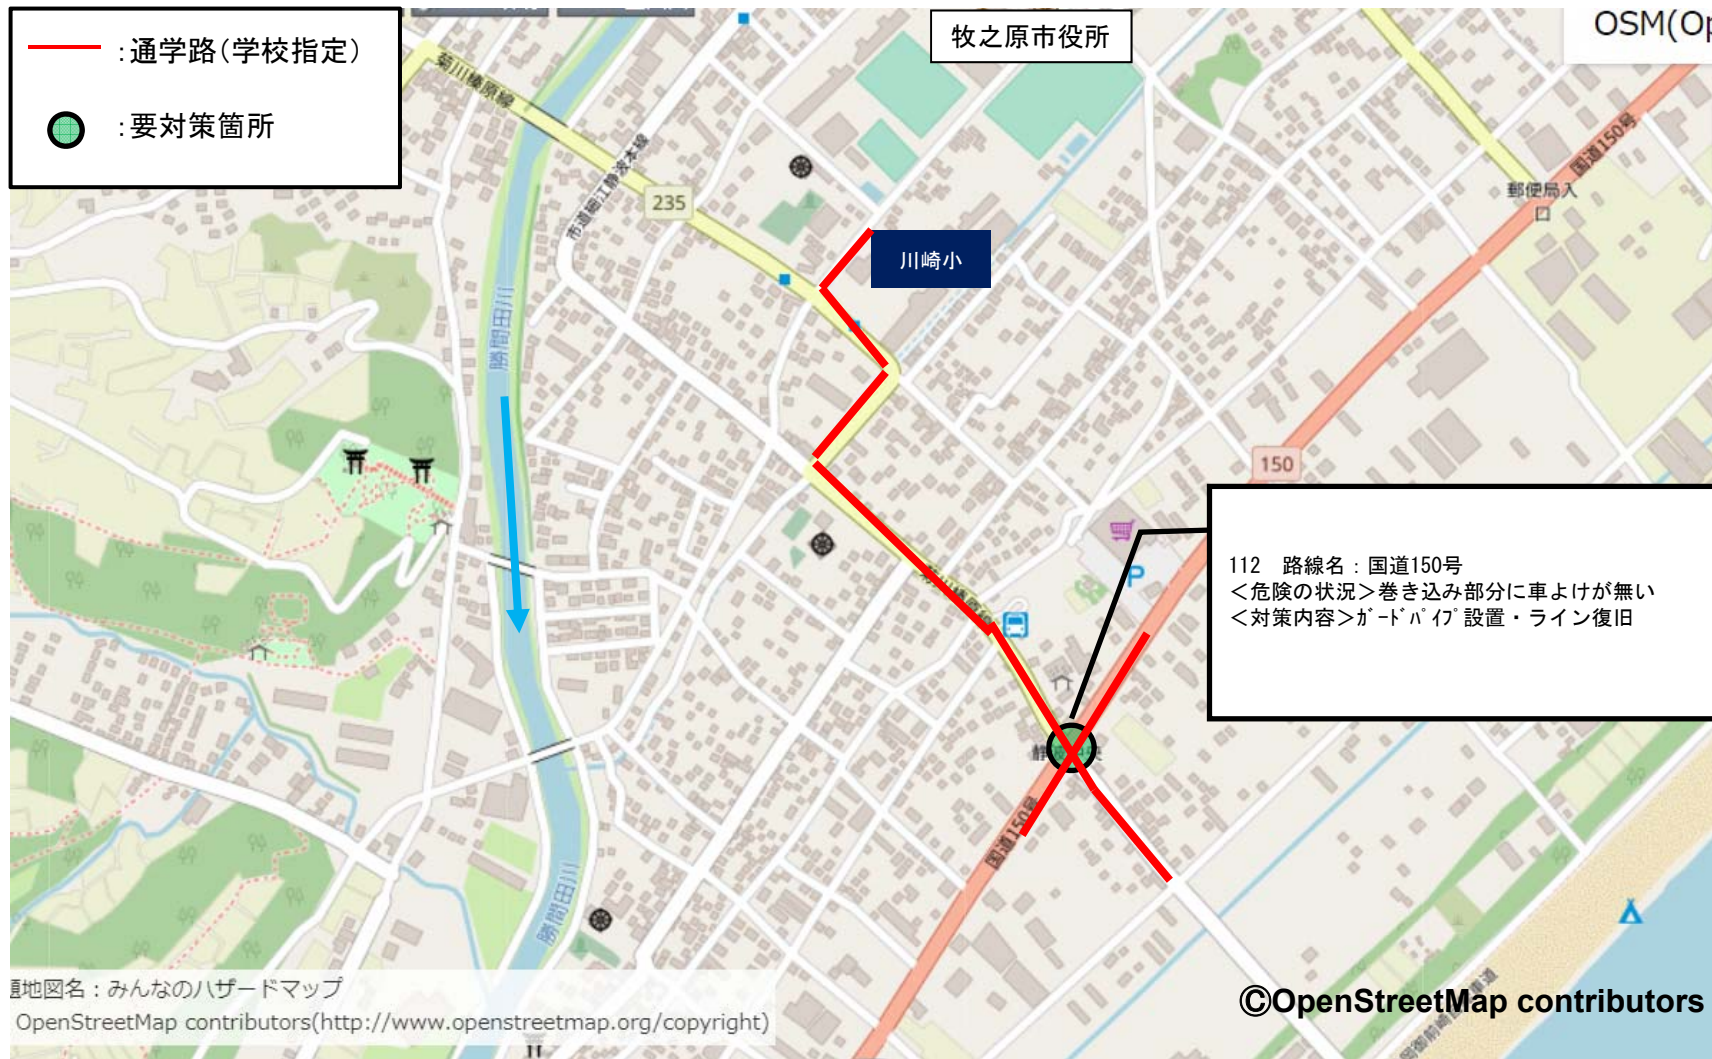 :通学路(学校指定)
:要対策箇所
牧之原市役所
OSM(Op
菊川榛原線
市道細江静波本線
235
国道150号
郵便局入
口
川崎小
勝間田川
150
112 路線名：国道150号
＜危険の状況＞巻き込み部分に車よけが無い
＜対策内容＞ｶﾞｰﾄﾞﾊﾟｲﾌﾟ設置・ライン復旧
菊川榛原線
P
国道150号
勝間田川
地図名：みんなのハザードマップ
OpenStreetMap contributors(http://www.openstreetmap.org/copyright)
©OpenStreetMap contributors